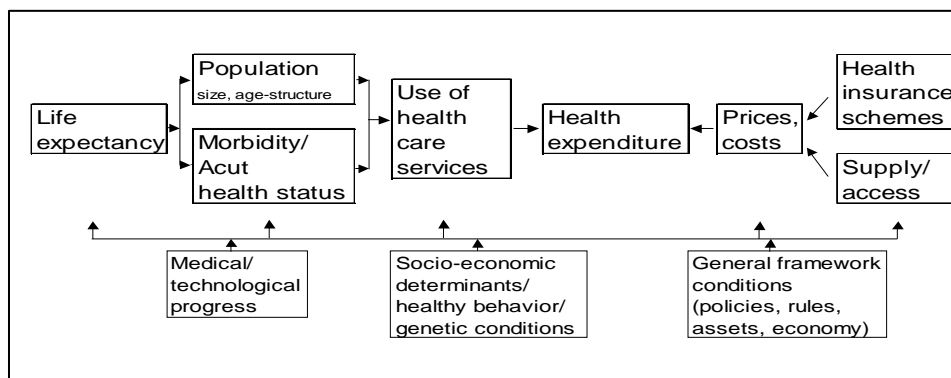 Life
expectancy
Population
size, age-structure
Morbidity/
Acut
health status
Use of
health
care
services
Health
expenditure
Prices,
costs
Health
insurance
schemes
Supply/
access
Medical/
technological
progress
Socio-economic
determinants/
healthy behavior/
genetic conditions
General framework
conditions
(policies, rules,
assets, economy)